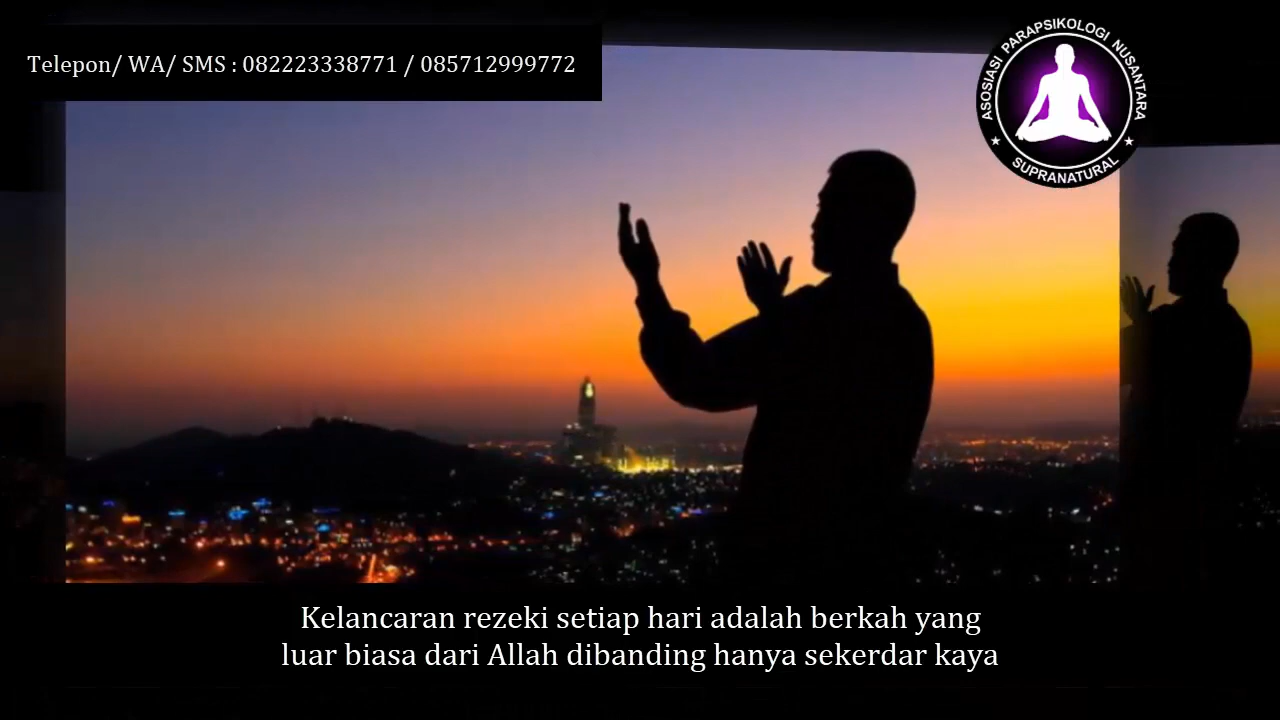 Telepon/ WA/ SMS : 082223338771 / 085712999772
ASOSIASI PARAPSIKOLOGI NUSANTARA
SUPRANATURAL
Kelancaran rezeki setiap hari adalah berkah yang
luar biasa dari Allah dibanding hanya sekerdar kaya